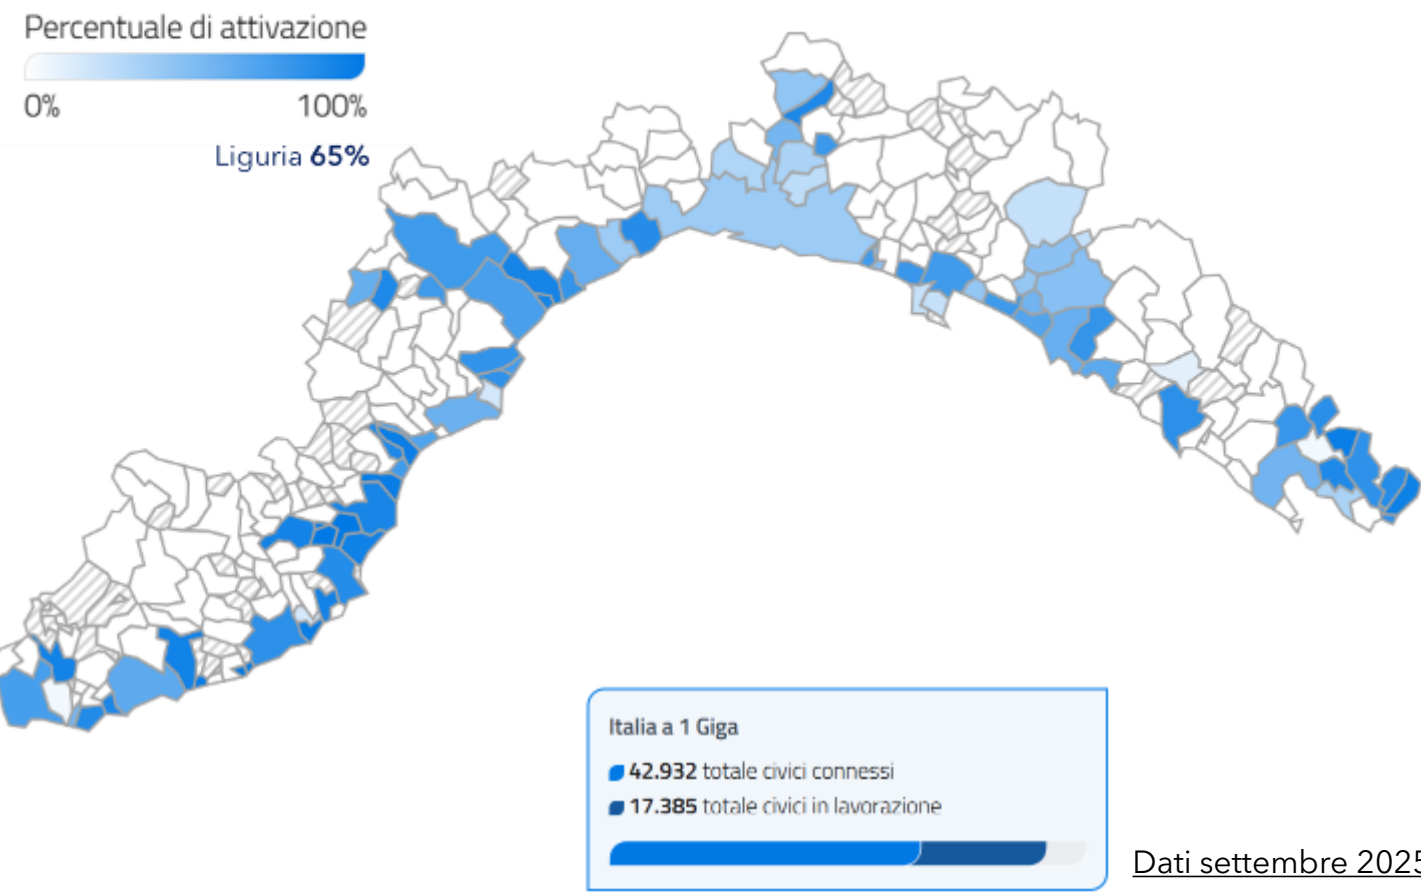 Percentuale di attivazione
0% 100%
Liguria 65%
Italia a 1 Giga
42.932 totale civici connessi
17.385 totale civici in lavorazione
Dati settembre 2025